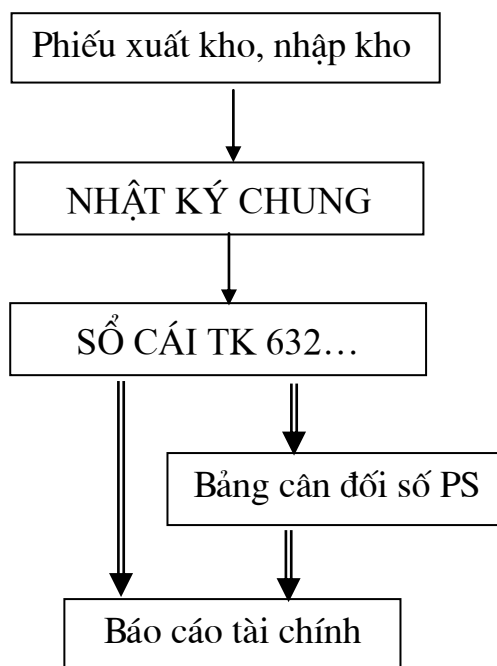 Phiếu xuất kho, nhập kho
NHẬT KÝ CHUNG
SỔ CÁI TK 632...
Bảng cân đối số PS
Báo cáo tài chính